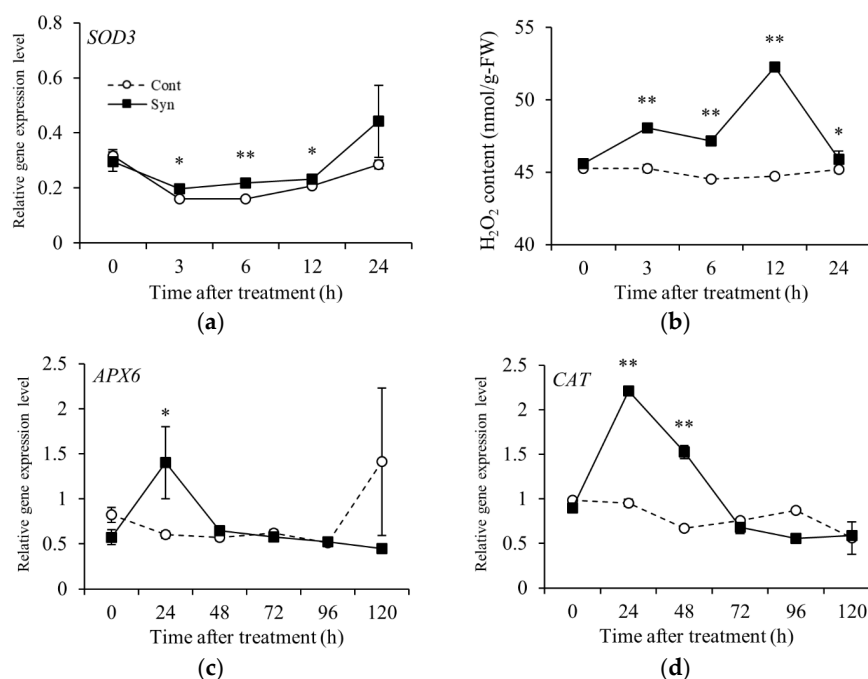 SOD3
Relative gene expression level
0.8
0.6
0.4
0.2
0
Cont
Syn
*
**
*
0 3 6 12 24
Time after treatment (h)
(a)
H2O2 content (nmol/g-FW)
60
55
50
45
40
**
**
**
*
0 3 6 12 24
Time after treatment (h)
(b)
APX6
Relative gene expression level
2.5
2
1.5
1
0.5
0
*
0 24 48 72 96 120
Time after treatment (h)
(c)
CAT
Relative gene expression level
2.5
2
1.5
1
0.5
0
**
**
0 24 48 72 96 120
Time after treatment (h)
(d)